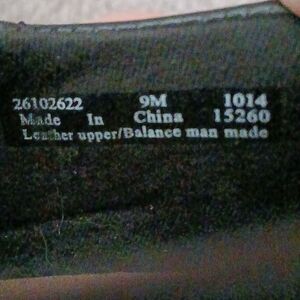 26102622 9M 1014
Made In China 15260
Leather upper/Balance man made